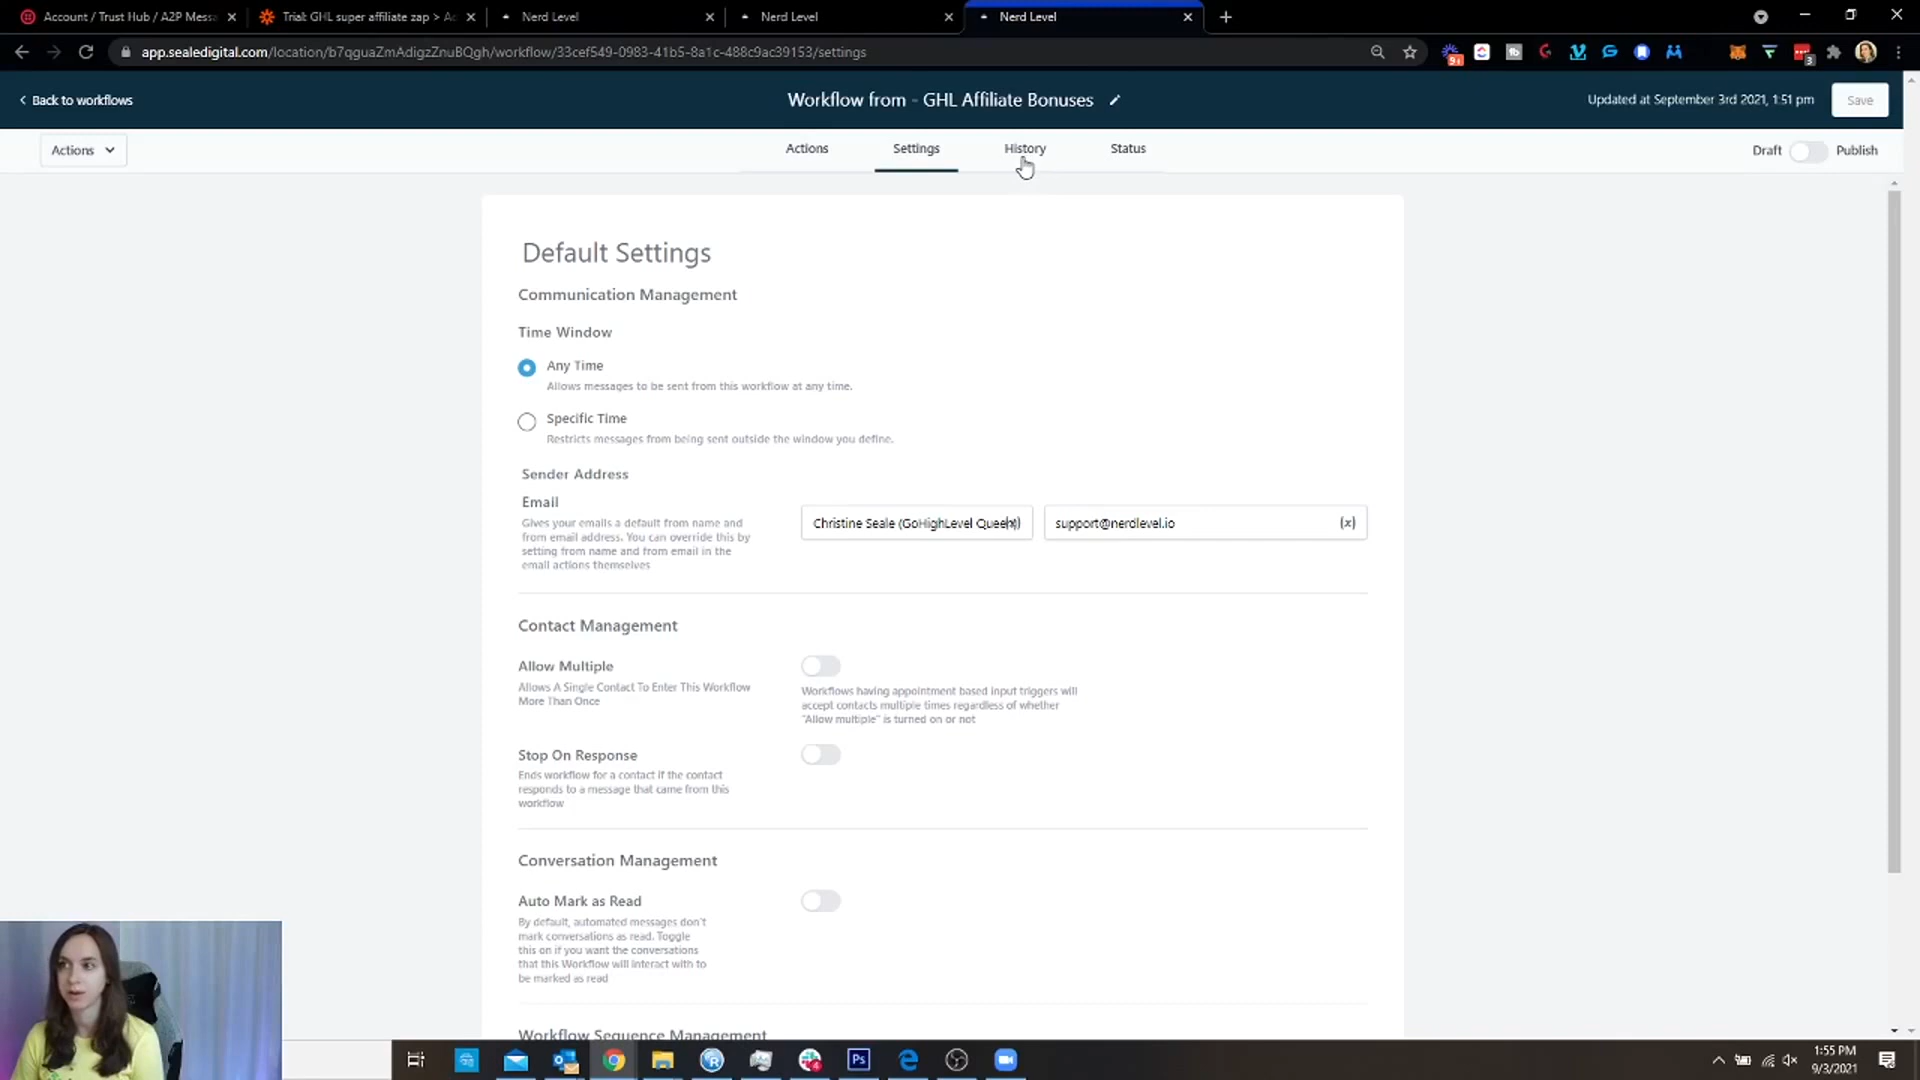 Account / Trust Hub / A2P Messa
Trial: GHL super affiliate zap > Ac
Nerd Level
Nerd Level
Nerd Level
app.sealedigital.com/location/b7qguaZmAdigzZnuBQgh/workflow/33cef549-0983-41b5-8a1c-488c9ac39153/settings
Back to workflows
Workflow from - GHL Affiliate Bonuses
Updated at September 3rd 2021, 1:51 pm
Save
Actions
Actions
Settings
History
Status
Draft
Publish
Default Settings
Communication Management
Time Window
Any Time
Allows messages to be sent from this workflow at any time.
Specific Time
Restricts messages from being sent outside the window you define.
Sender Address
Email
Gives your emails a default from name and
from email address. You can override this by
setting from name and from email in the
email actions themselves
Christine Seale (GoHighLevel Queen)
support@nerdlevel.io
(x)
Contact Management
Allow Multiple
Allows A Single Contact To Enter This Workflow
More Than Once
Workflows having appointment based input triggers will
accept contacts multiple times regardless of whether
"Allow multiple" is turned on or not
Stop On Response
Ends workflow for a contact if the contact
responds to a message that came from this
workflow
Conversation Management
Auto Mark as Read
By default, automated messages don't
mark conversations as read. Toggle
this on if you want the conversations
that this Workflow will interact with to
be marked as read
Workflow Sequence Management
1:55 PM
9/3/2021